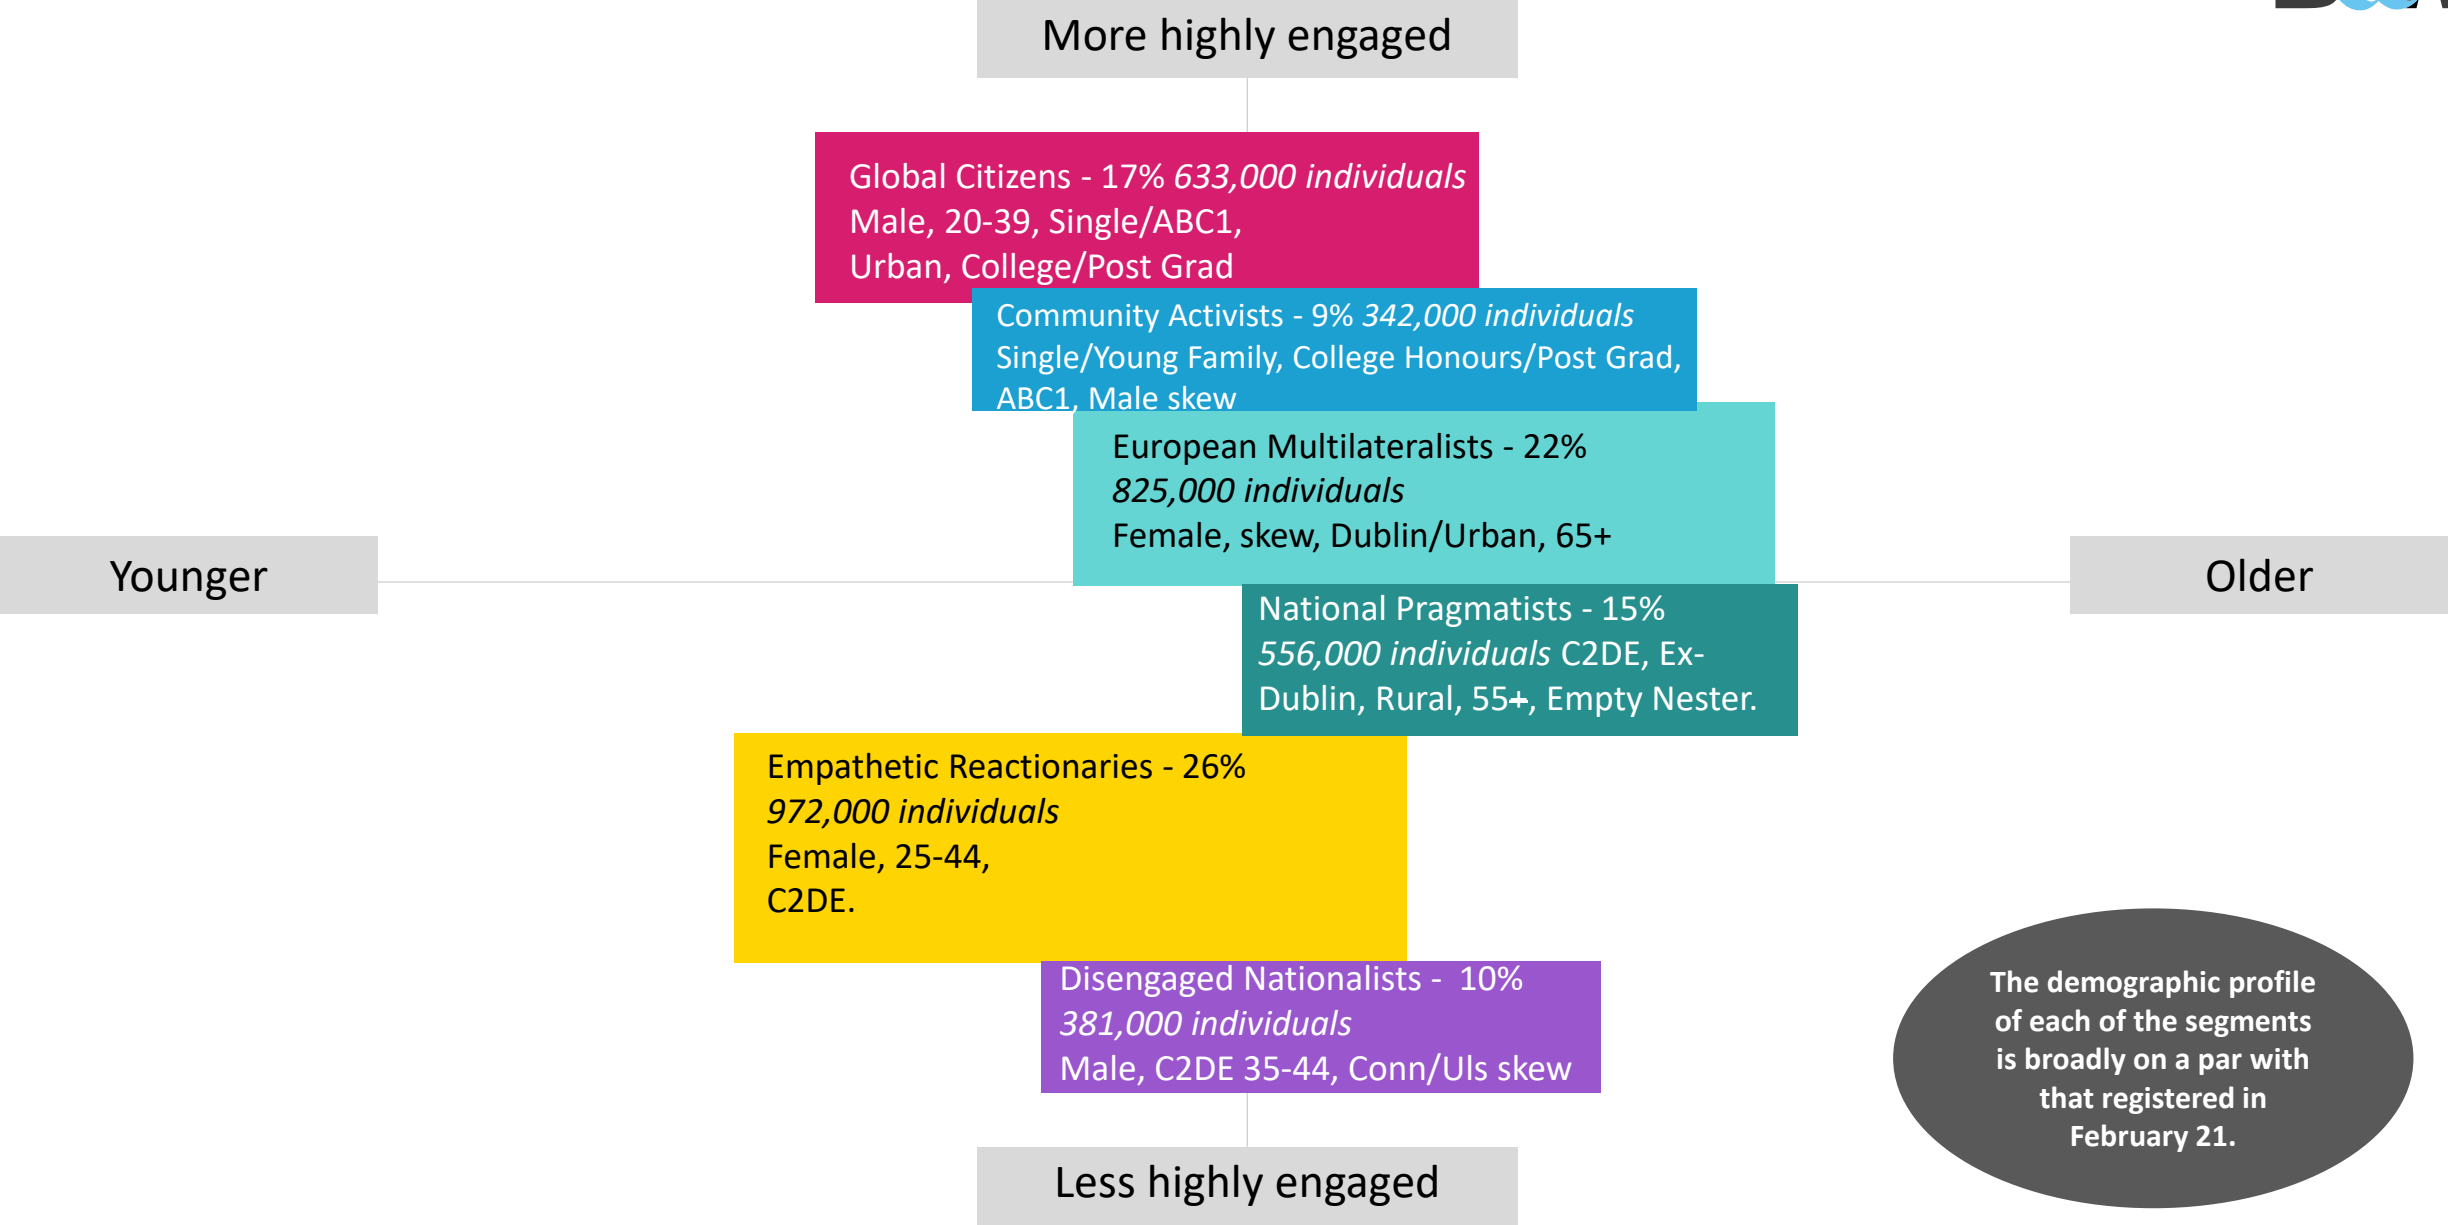 More highly engaged
Global Citizens - 17% 633,000 individuals
Male, 20-39, Single/ABC1,
Urban, College/Post Grad
Community Activists - 9% 342,000 individuals
Single/Young Family, College Honours/Post Grad,
ABC1, Male skew
European Multilateralists - 22%
825,000 individuals
Female, skew, Dublin/Urban, 65+
Younger
Older
National Pragmatists - 15%
556,000 individuals C2DE, Ex-
Dublin, Rural, 55+, Empty Nester.
Empathetic Reactionaries - 26%
972,000 individuals
Female, 25-44,
C2DE.
Disengaged Nationalists -  10%
381,000 individuals
Male, C2DE 35-44, Conn/Uls skew
The demographic profile
of each of the segments
is broadly on a par with
that registered in
February 21.
Less highly engaged